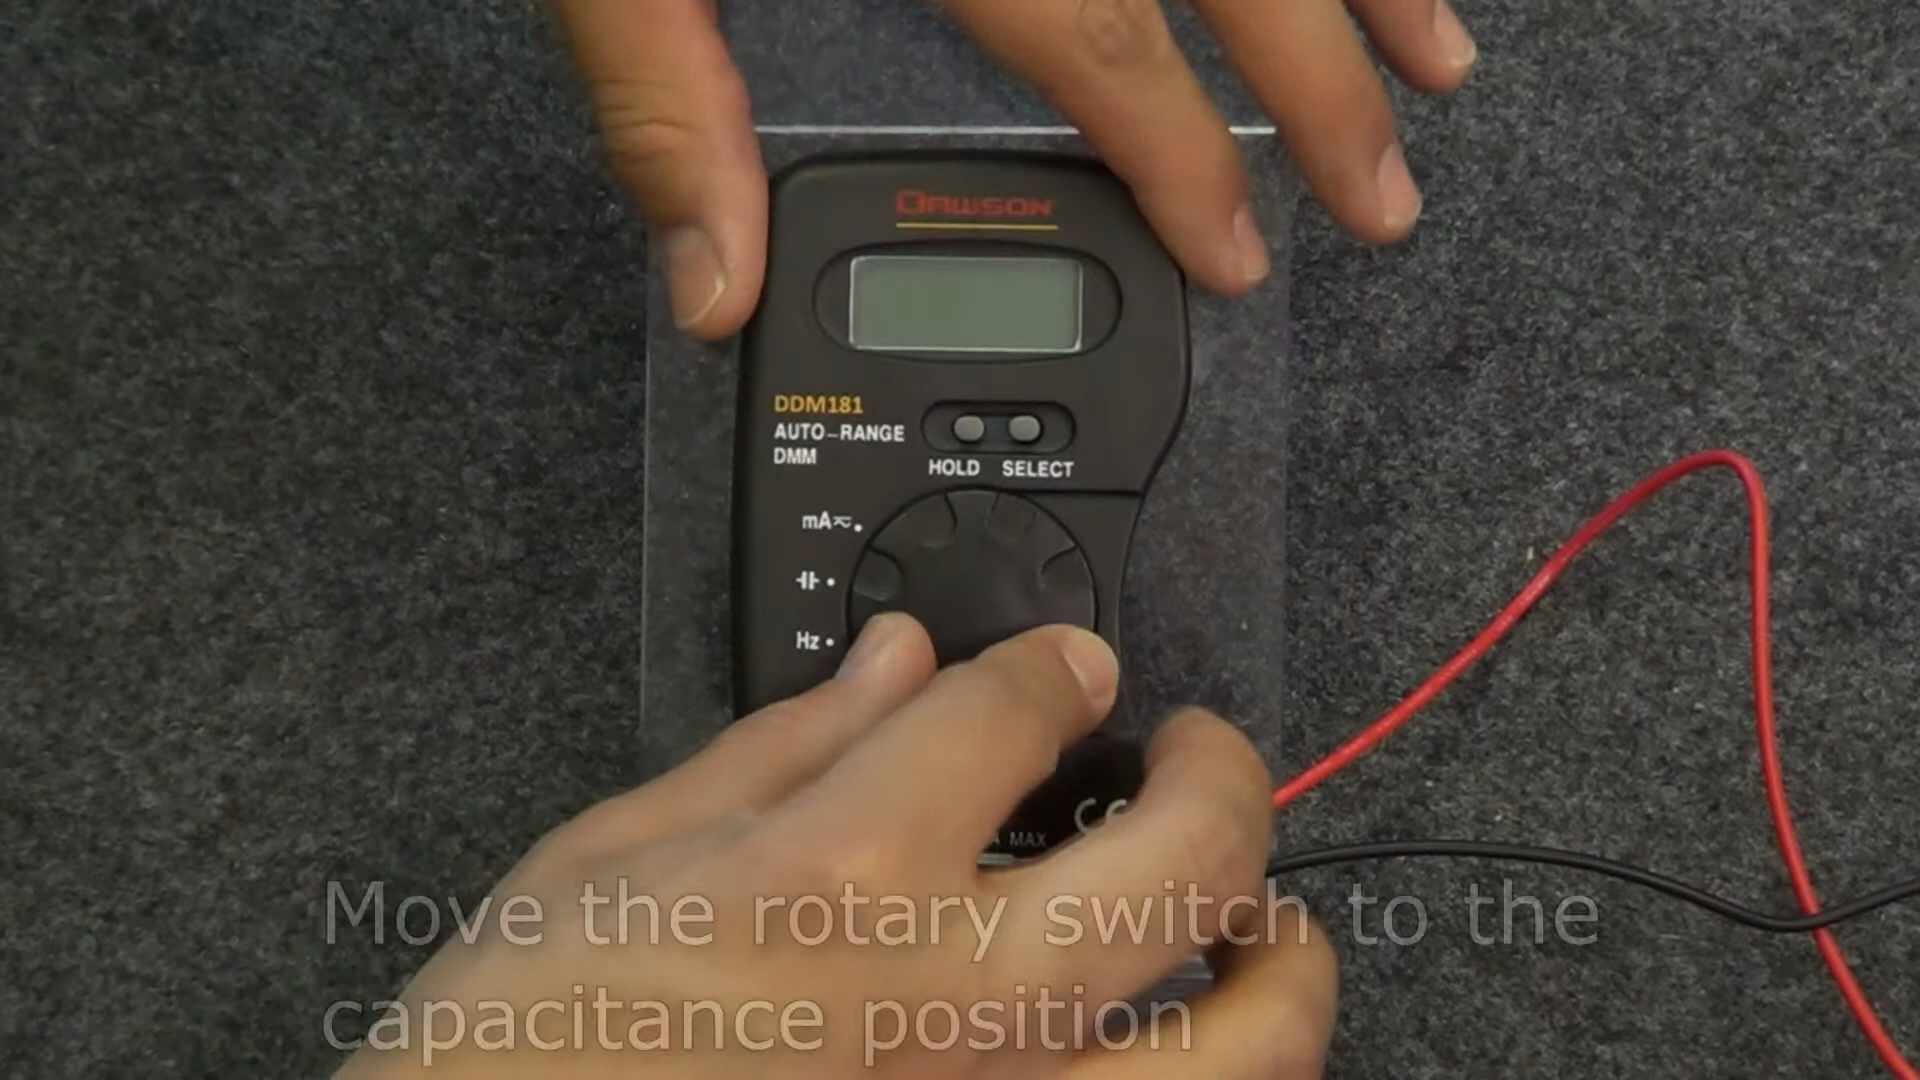 DAWSON
DDM181
AUTO-RANGE
DMM
HOLD SELECT
mA
Hz
MAX
CE
Move the rotary switch to the
capacitance position